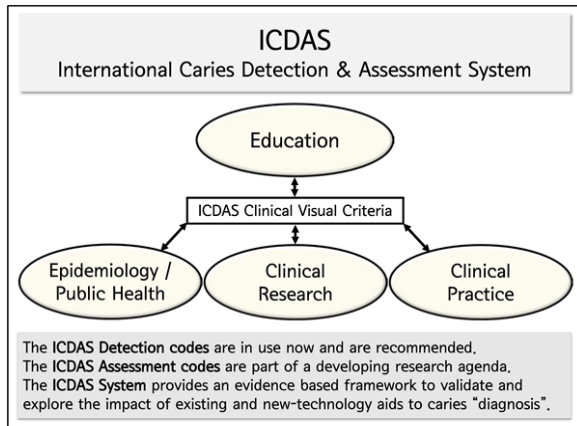 ICDAS
International Caries Detection & Assessment System
Education
ICDAS Clinical Visual Criteria
Epidemiology /
Public Health
Clinical
Research
Clinical
Practice
The ICDAS Detection codes are in use now and are recommended.
The ICDAS Assessment codes are part of a developing research agenda.
The ICDAS System provides an evidence based framework to validate and
explore the impact of existing and new-technology aids to caries “diagnosis”.